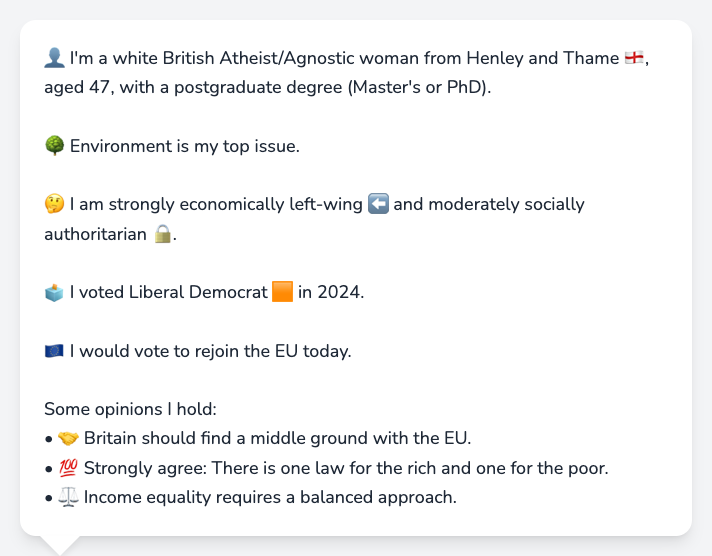 👤 I'm a white British Atheist/Agnostic woman from Henley and Thame 🏴󠁧󠁢󠁥󠁮󠁧󠁿,
aged 47, with a postgraduate degree (Master's or PhD).
🌳 Environment is my top issue.
🤔 I am strongly economically left-wing ⬅️ and moderately socially
authoritarian 🔒.
🗳️ I voted Liberal Democrat 🟧 in 2024.
🇪🇺 I would vote to rejoin the EU today.
Some opinions I hold:
• 🤝 Britain should find a middle ground with the EU.
• 💯 Strongly agree: There is one law for the rich and one for the poor.
• ⚖️ Income equality requires a balanced approach.